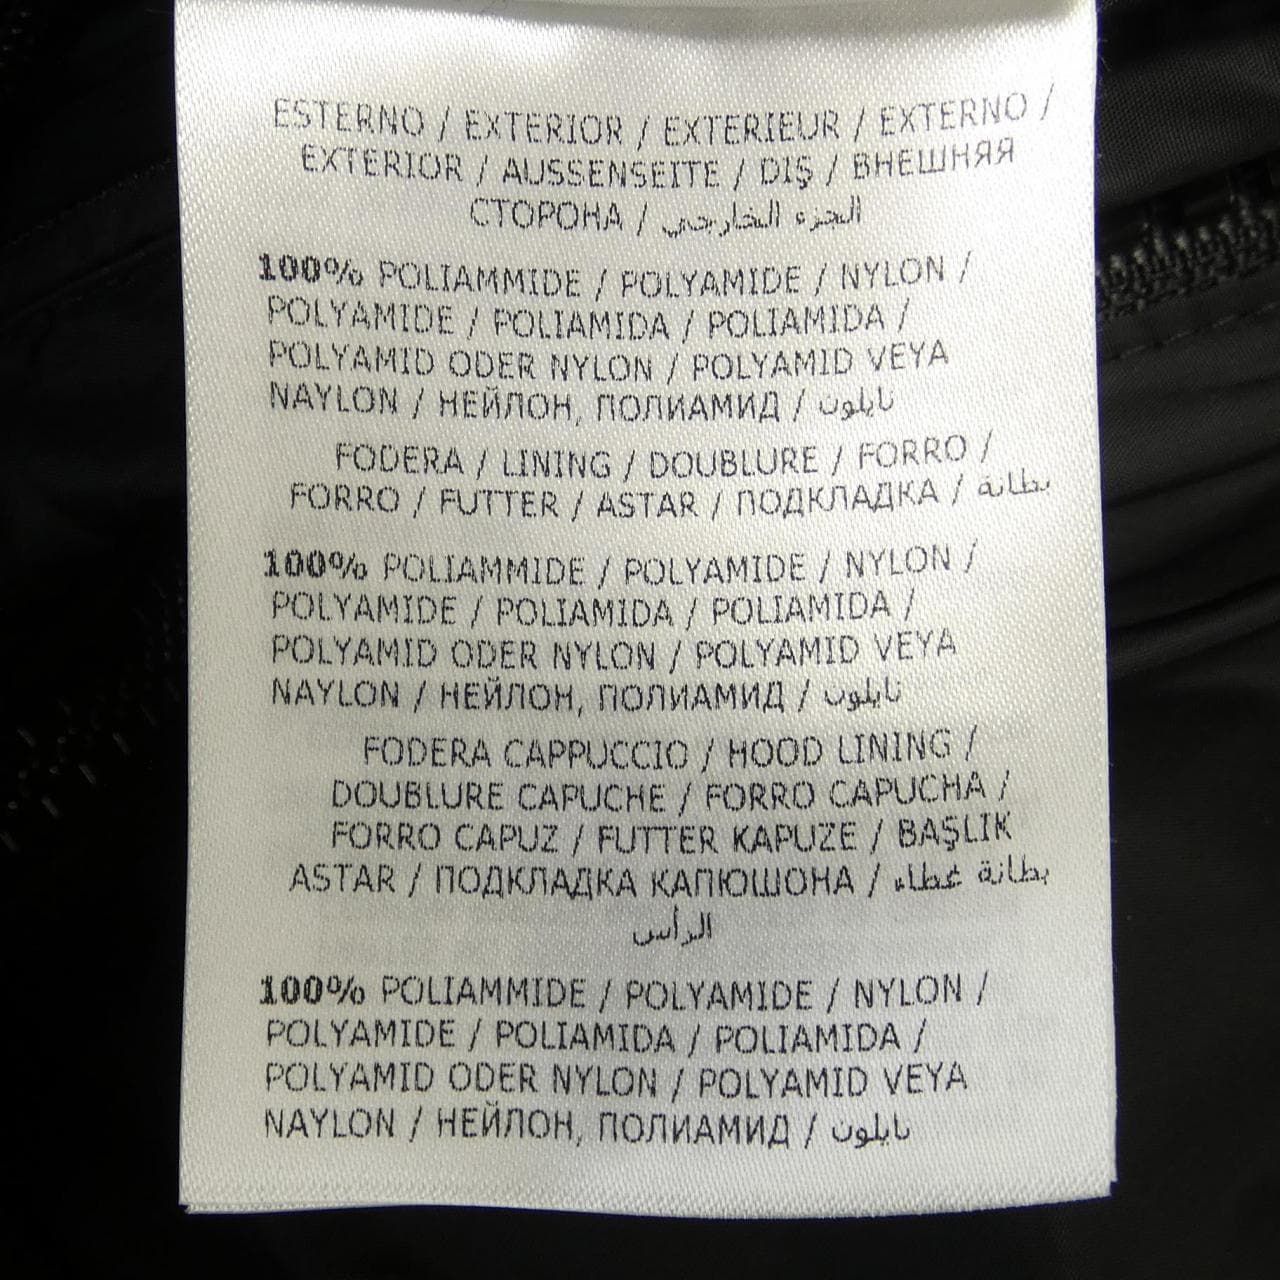 ESTERNO / EXTERIOR / EXTERIEUR / EXTERNO /
EXTERIOR / AUSSENSEITE / DIŞ / ВНЕШНЯЯ
СТОРОНА / الجزء الخارجي
100% POLIAMMIDE / POLYAMIDE / NYLON /
POLYAMIDE / POLIAMIDA / POLIAMIDA /
POLYAMID ODER NYLON / POLYAMID VEYA
NAYLON / НЕЙЛОН, ПОЛИАМИД / نايلون
FODERA / LINING / DOUBLURE / FORRO /
FORRO / FUTTER / ASTAR / ПОДКЛАДКА / بطانة
100% POLIAMMIDE / POLYAMIDE / NYLON /
POLYAMIDE / POLIAMIDA / POLIAMIDA /
POLYAMID ODER NYLON / POLYAMID VEYA
NAYLON / НЕЙЛОН, ПОЛИАМИД / نايلون
FODERA CAPPUCCIO / HOOD LINING /
DOUBLURE CAPUCHE / FORRO CAPUCHA /
FORRO CAPUZ / FUTTER KAPUZE / BAŞLIK
ASTAR / ПОДКЛАДКА КАПЮШОНА / بطانة غطاء
الرأس
100% POLIAMMIDE / POLYAMIDE / NYLON /
POLYAMIDE / POLIAMIDA / POLIAMIDA /
POLYAMID ODER NYLON / POLYAMID VEYA
NAYLON / НЕЙЛОН, ПОЛИАМИД / نايلون